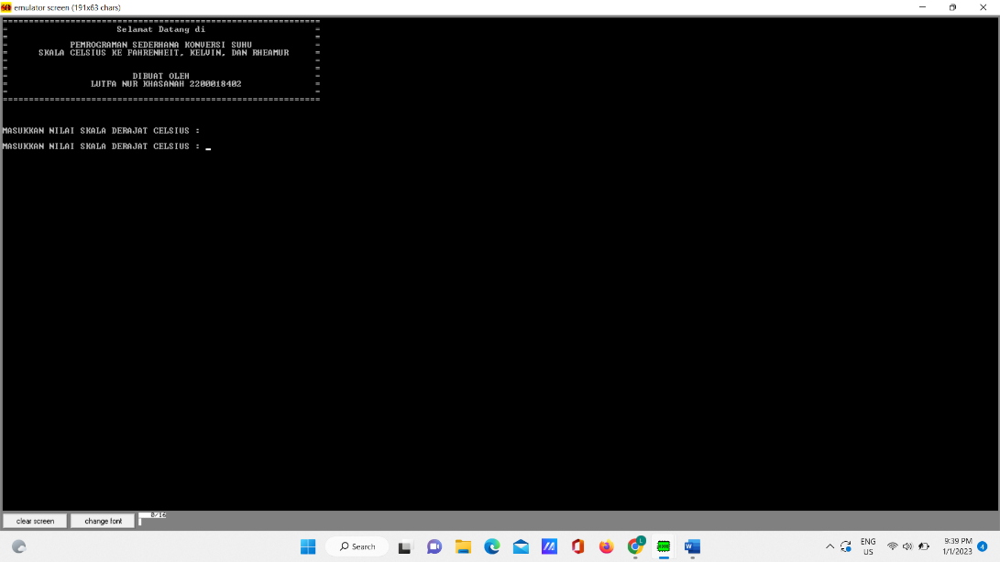 emulator screen (191x63 chars)
=============================================================
= Selamat Datang di =
= =
= PEMROGRAMAN SEDERHANA KONVERSI SUHU =
= SKALA CELSIUS KE FAHRENHEIT, KELVIN, DAN RHEAMUR =
= =
= =
= DIBUAT OLEH =
= LUTFA NUR KHASANAH 2200018402 =
= =
=============================================================
MASUKKAN NILAI SKALA DERAJAT CELSIUS :
MASUKKAN NILAI SKALA DERAJAT CELSIUS : _
clear screen change font 0/16
Search ENG US 9:39 PM 1/1/2023 4